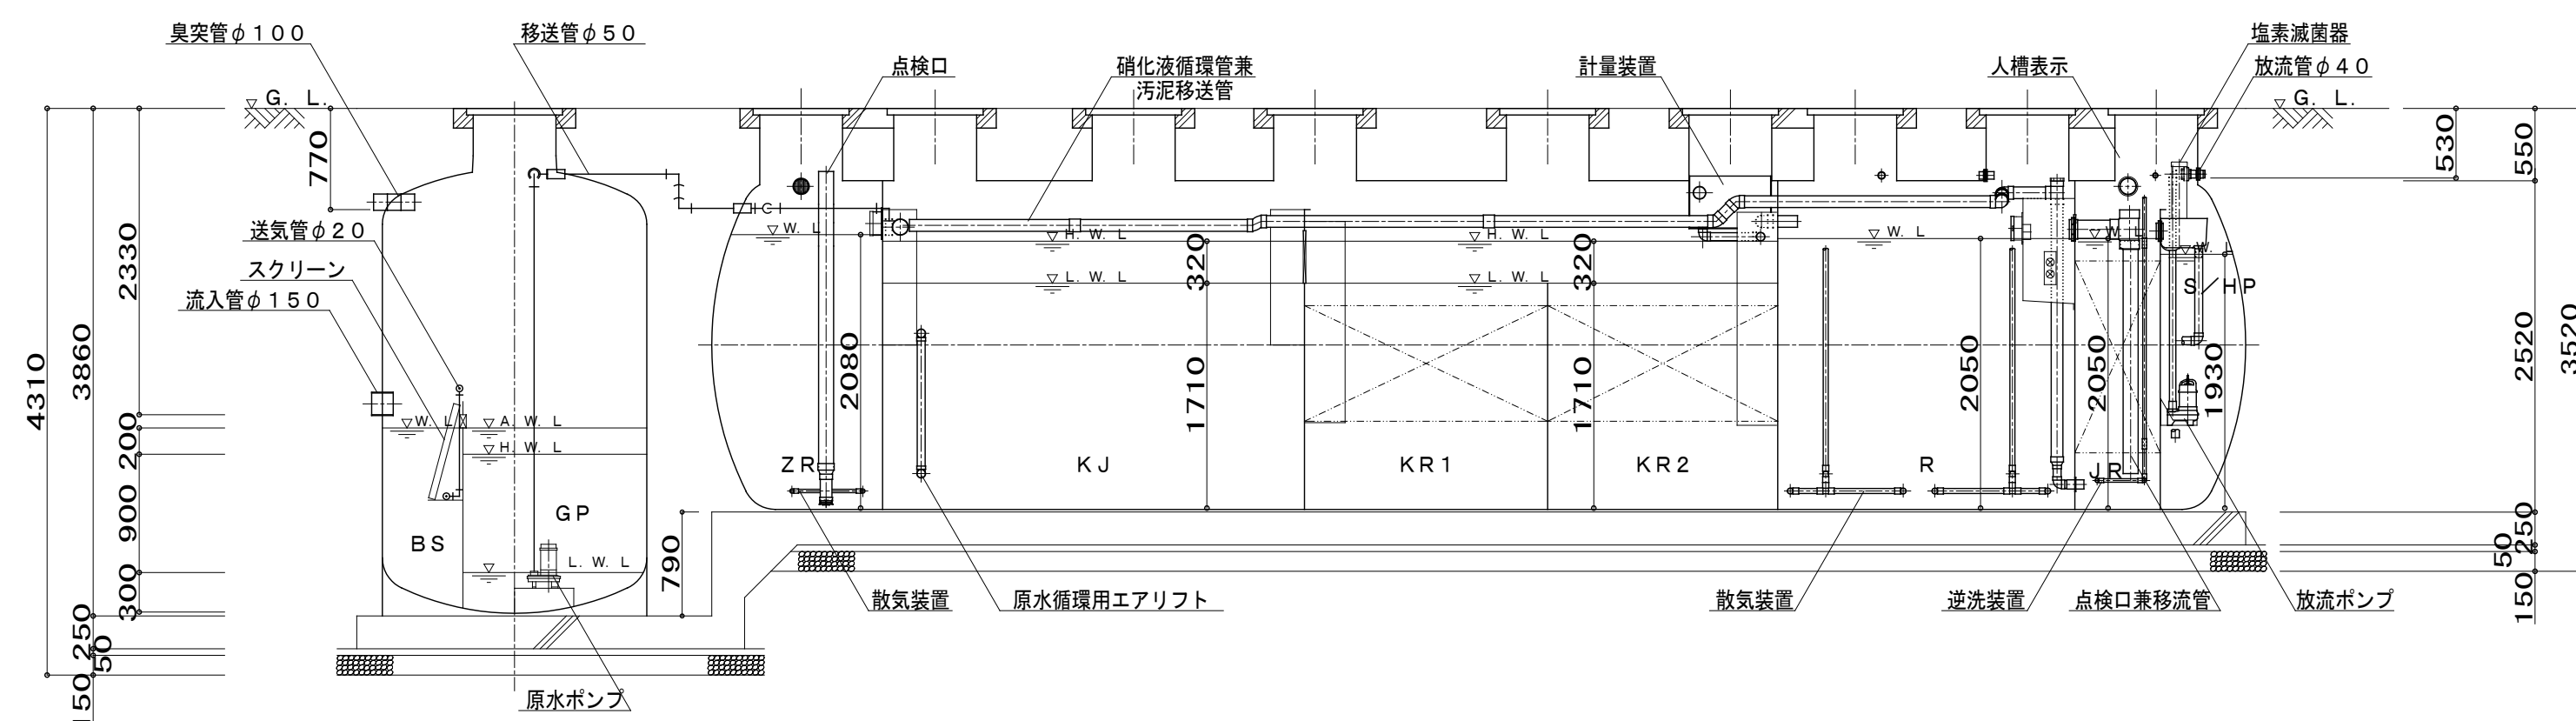 臭突管φ100
移送管φ50
点検口
硝化液循環管兼
汚泥移送管
計量装置
人槽表示
塩素滅菌器
放流管φ40
G. L.
G. L.
770
530
550
送気管φ20
スクリーン
流入管φ150
W. L
H. W. L
H. W. L
W. L
W. L
W. L
L. W. L
L. W. L
320
320
2330
200
900
300
3860
4310
250
50
150
W. L
A. W. L
H. W. L
L. W. L
BS
GP
790
2080
1710
1710
2050
2050
1930
S/HP
ZR
KJ
KR1
KR2
R
JR
2520
3520
250
50
150
散気装置
原水循環用エアリフト
散気装置
逆洗装置
点検口兼移流管
放流ポンプ
原水ポンプ